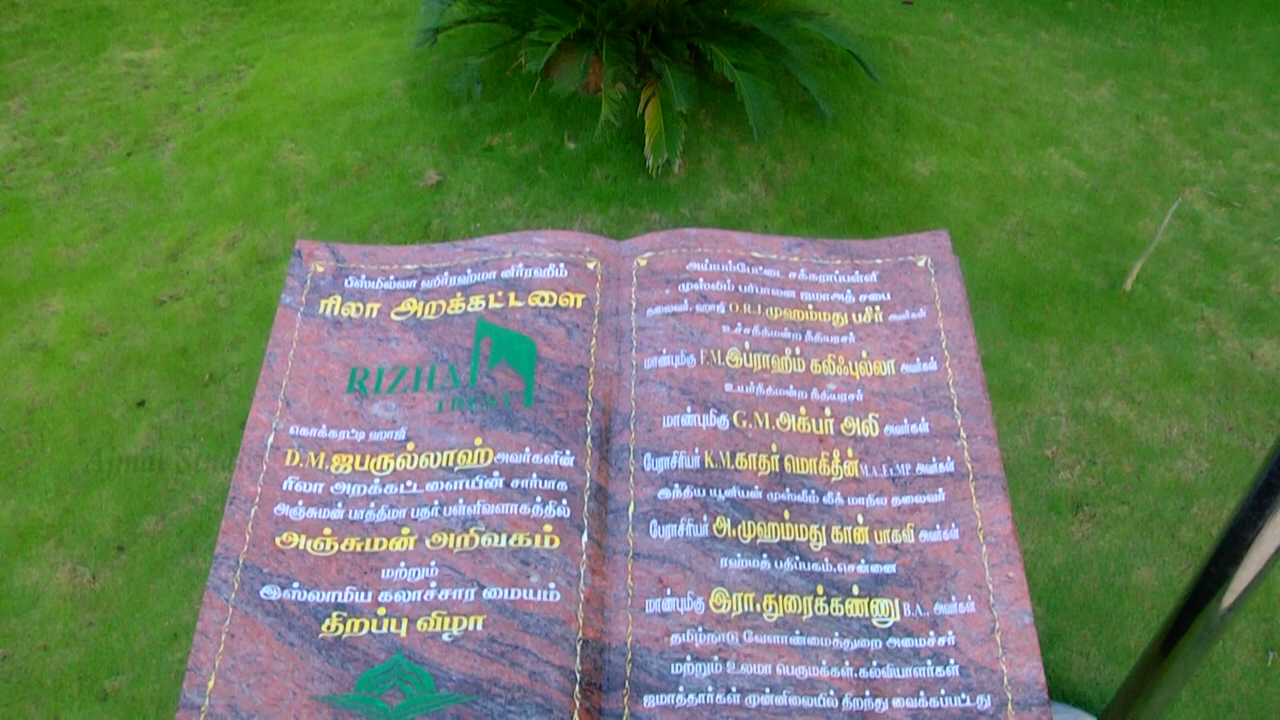 பிஸ்மில்லா ஹிர்ரஹ்மா னிர்ரஹீம்
ரிலா அறக்கட்டளை
RIZHA
TRUST
கொக்கரட்டி ஹாஜி
D.M.ஜபருல்லாஹ் அவர்களின்
ரிலா அறக்கட்டளையின் சார்பாக
அஞ்சுமன் பாத்திமா பதர் பள்ளிவளாகத்தில்
அஞ்சுமன் அறிவகம்
மற்றும்
இஸ்லாமிய கலாச்சார மையம்
திறப்பு விழா
அய்யம்பேட்டை சக்கராப்பள்ளி
முஸ்லீம் பரிபாலன ஜமாஅத் சபை
தலைவர். ஹாஜி O.R.J.முஹம்மது பசீர் அவர்கள்
உச்சநீதிமன்ற நீதியரசர்
மாண்புமிகு F.M.இப்ராஹீம் கலிஃபுல்லா அவர்கள்
உயர்நீதிமன்ற நீதியரசர்
மாண்புமிகு G.M.அக்பர் அலி அவர்கள்
பேராசிரியர் K.M.காதர் மொகிதீன் M.A.,Ex.MP. அவர்கள்
இந்திய யூனியன் முஸ்லீம் லீக் மாநில தலைவர்
பேராசிரியர் அ.முஹம்மது கான் பாகவி அவர்கள்
ரஹ்மத் பதிப்பகம்,சென்னை
மாண்புமிகு இரா.துரைக்கண்ணு B.A., அவர்கள்
தமிழ்நாடு வேளாண்மைத்துறை அமைச்சர்
மற்றும் உலமா பெருமக்கள்,கல்வியாளர்கள்
ஜமாத்தார்கள் முன்னிலையில் திறந்து வைக்கப்பட்டது